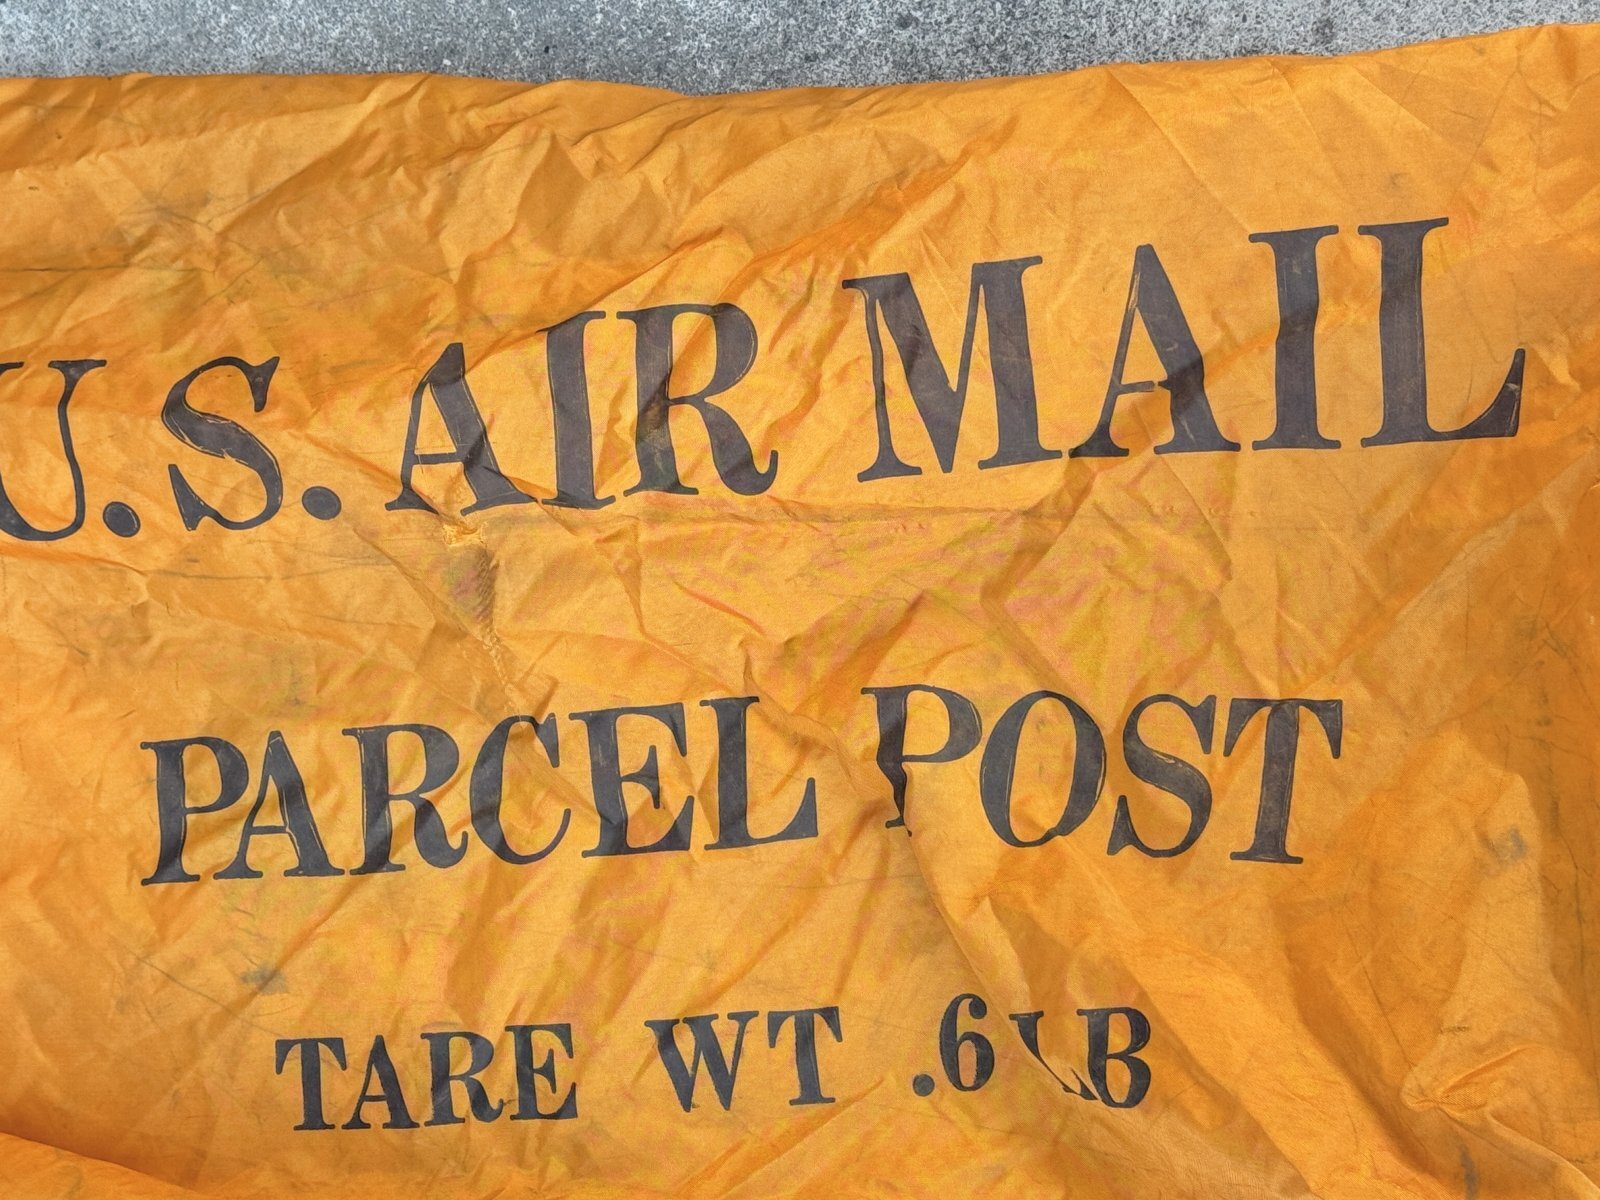 U.S. AIR MAIL
PARCEL POST
TARE WT .6 LB